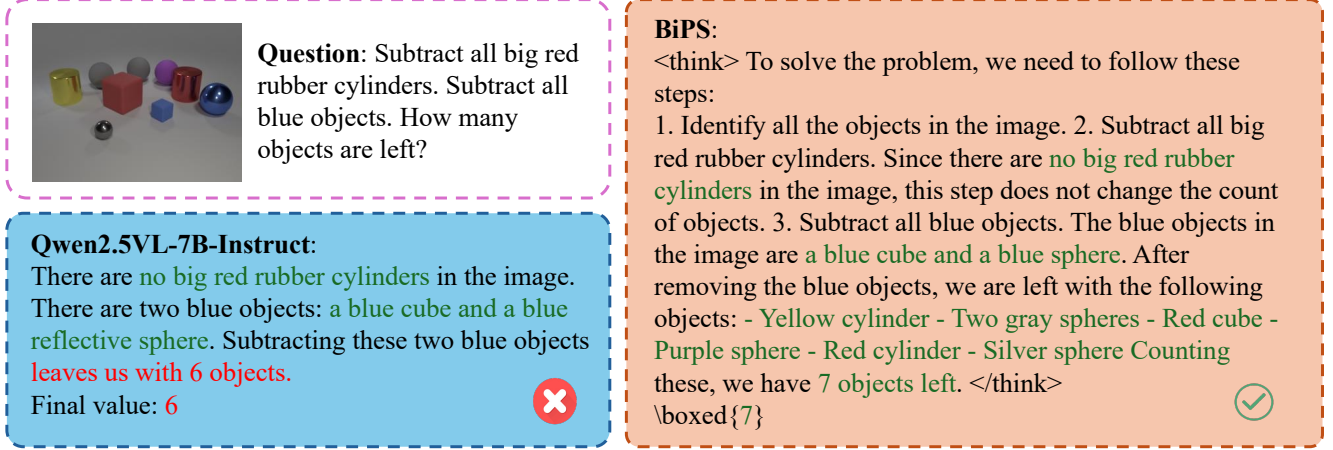 Question: Subtract all big red
rubber cylinders. Subtract all
blue objects. How many
objects are left?
Qwen2.5VL-7B-Instruct:
There are no big red rubber cylinders in the image.
There are two blue objects: a blue cube and a blue
reflective sphere. Subtracting these two blue objects
leaves us with 6 objects.
Final value: 6
BiPS:
<think> To solve the problem, we need to follow these
steps:
1. Identify all the objects in the image. 2. Subtract all big
red rubber cylinders. Since there are no big red rubber
cylinders in the image, this step does not change the count
of objects. 3. Subtract all blue objects. The blue objects in
the image are a blue cube and a blue sphere. After
removing the blue objects, we are left with the following
objects: - Yellow cylinder - Two gray spheres - Red cube -
Purple sphere - Red cylinder - Silver sphere Counting
these, we have 7 objects left. </think>
\boxed{7}